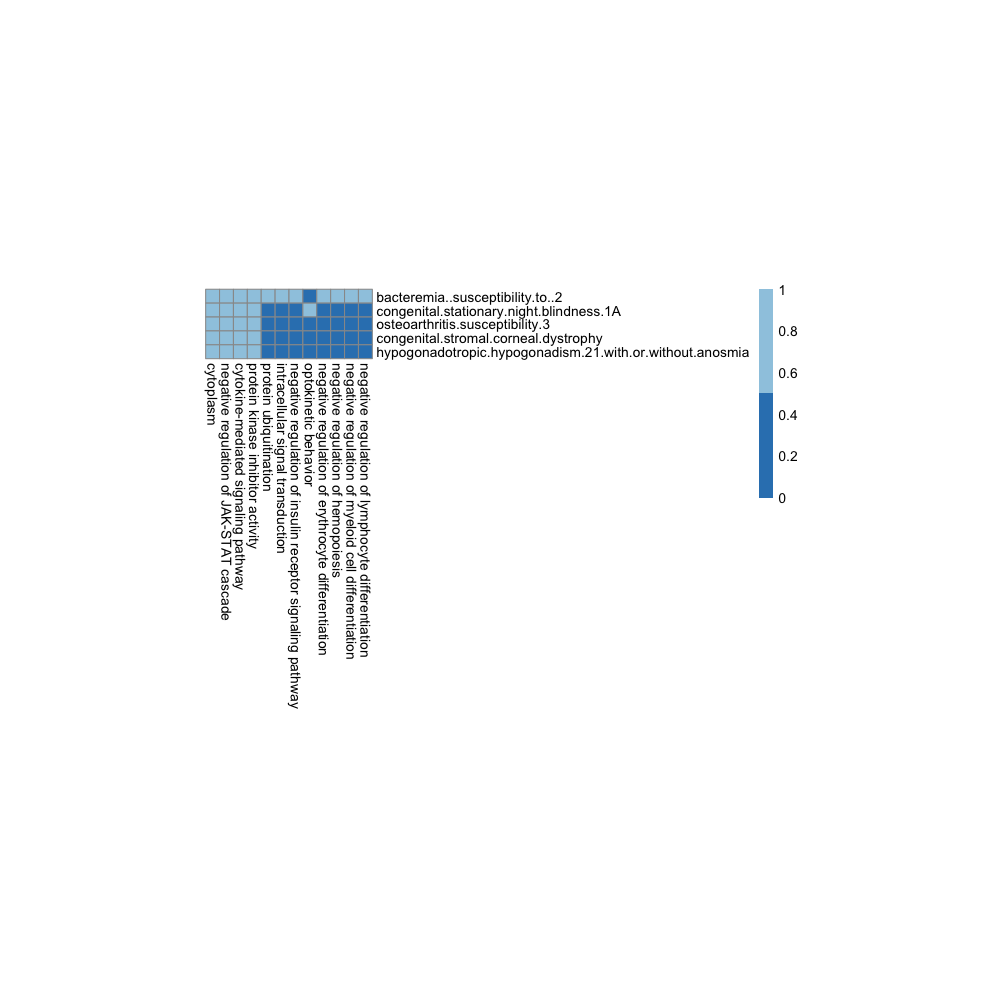 bacteremia..susceptibility.to..2
congenital.stationary.night.blindness.1A
osteoarthritis.susceptibility.3
congenital.stromal.corneal.dystrophy
hypogonadotropic.hypogonadism.21.with.or.without.anosmia
1
0.8
0.6
0.4
0.2
0
cytoplasm
negative regulation of JAK-STAT cascade
cytokine-mediated signaling pathway
protein kinase inhibitor activity
protein ubiquitination
intracellular signal transduction
negative regulation of insulin receptor signaling pathway
optokinetic behavior
negative regulation of erythrocyte differentiation
negative regulation of hemopoiesis
negative regulation of myeloid cell differentiation
negative regulation of lymphocyte differentiation